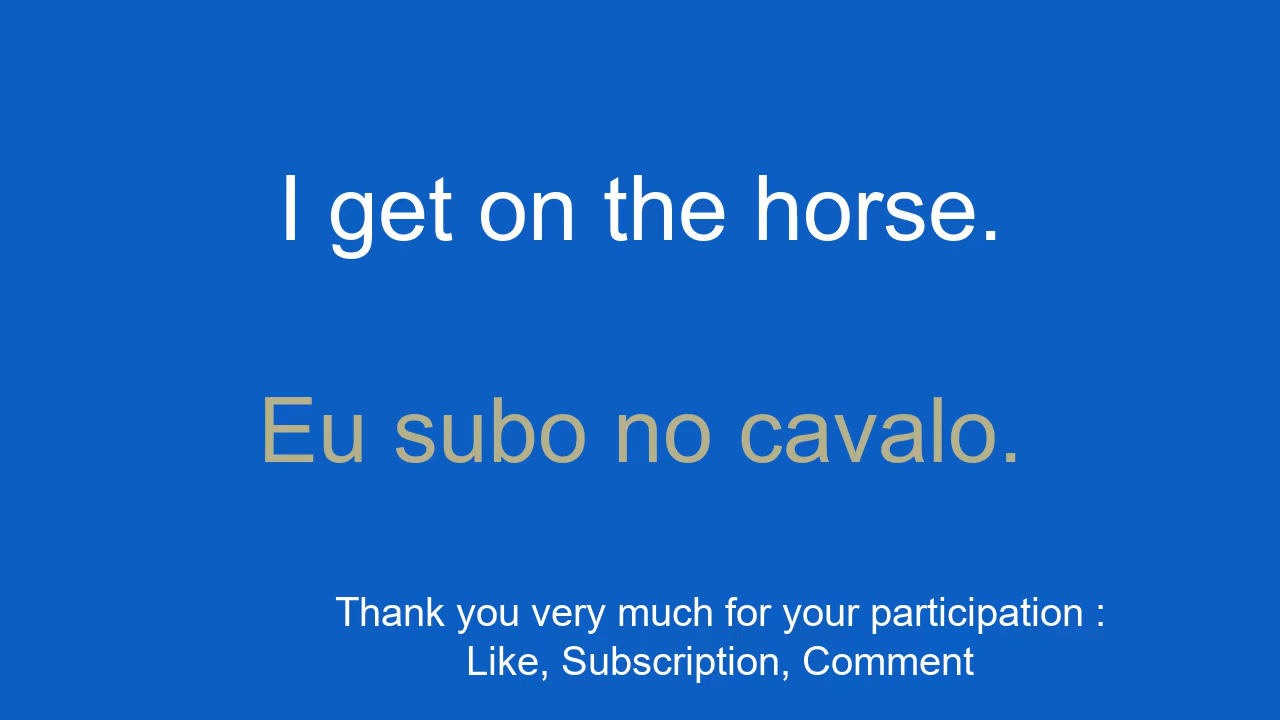 I get on the horse.
Eu subo no cavalo.
Thank you very much for your participation :
Like, Subscription, Comment